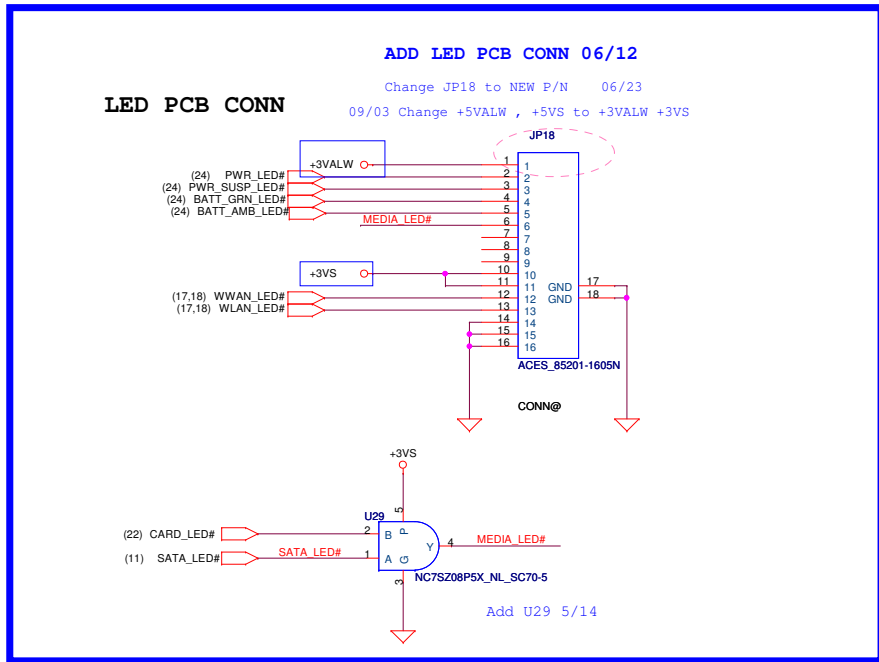 ADD LED PCB CONN 06/12
Change JP18 to NEW P/N 06/23
LED PCB CONN
09/03 Change +5VALW , +5VS to +3VALW +3VS
JP18
+3VALW 1 1
(24) PWR_LED# 2 2
(24) PWR_SUSP_LED# 3 3
(24) BATT_GRN_LED# 4 4
(24) BATT_AMB_LED# 5 5
MEDIA_LED# 6 6
7 7
8 8
9 9
+3VS 10 10
11 11 GND 17
(17,18) WWAN_LED# 12 12 GND 18
(17,18) WLAN_LED# 13 13
14 14
15 15
16 16
ACES_85201-1605N
CONN@
+3VS
5
U29
(22) CARD_LED# 2 B P
Y 4 MEDIA_LED#
(11) SATA_LED# SATA_LED# 1 A G
NC7SZ08P5X_NL_SC70-5
3
Add U29 5/14